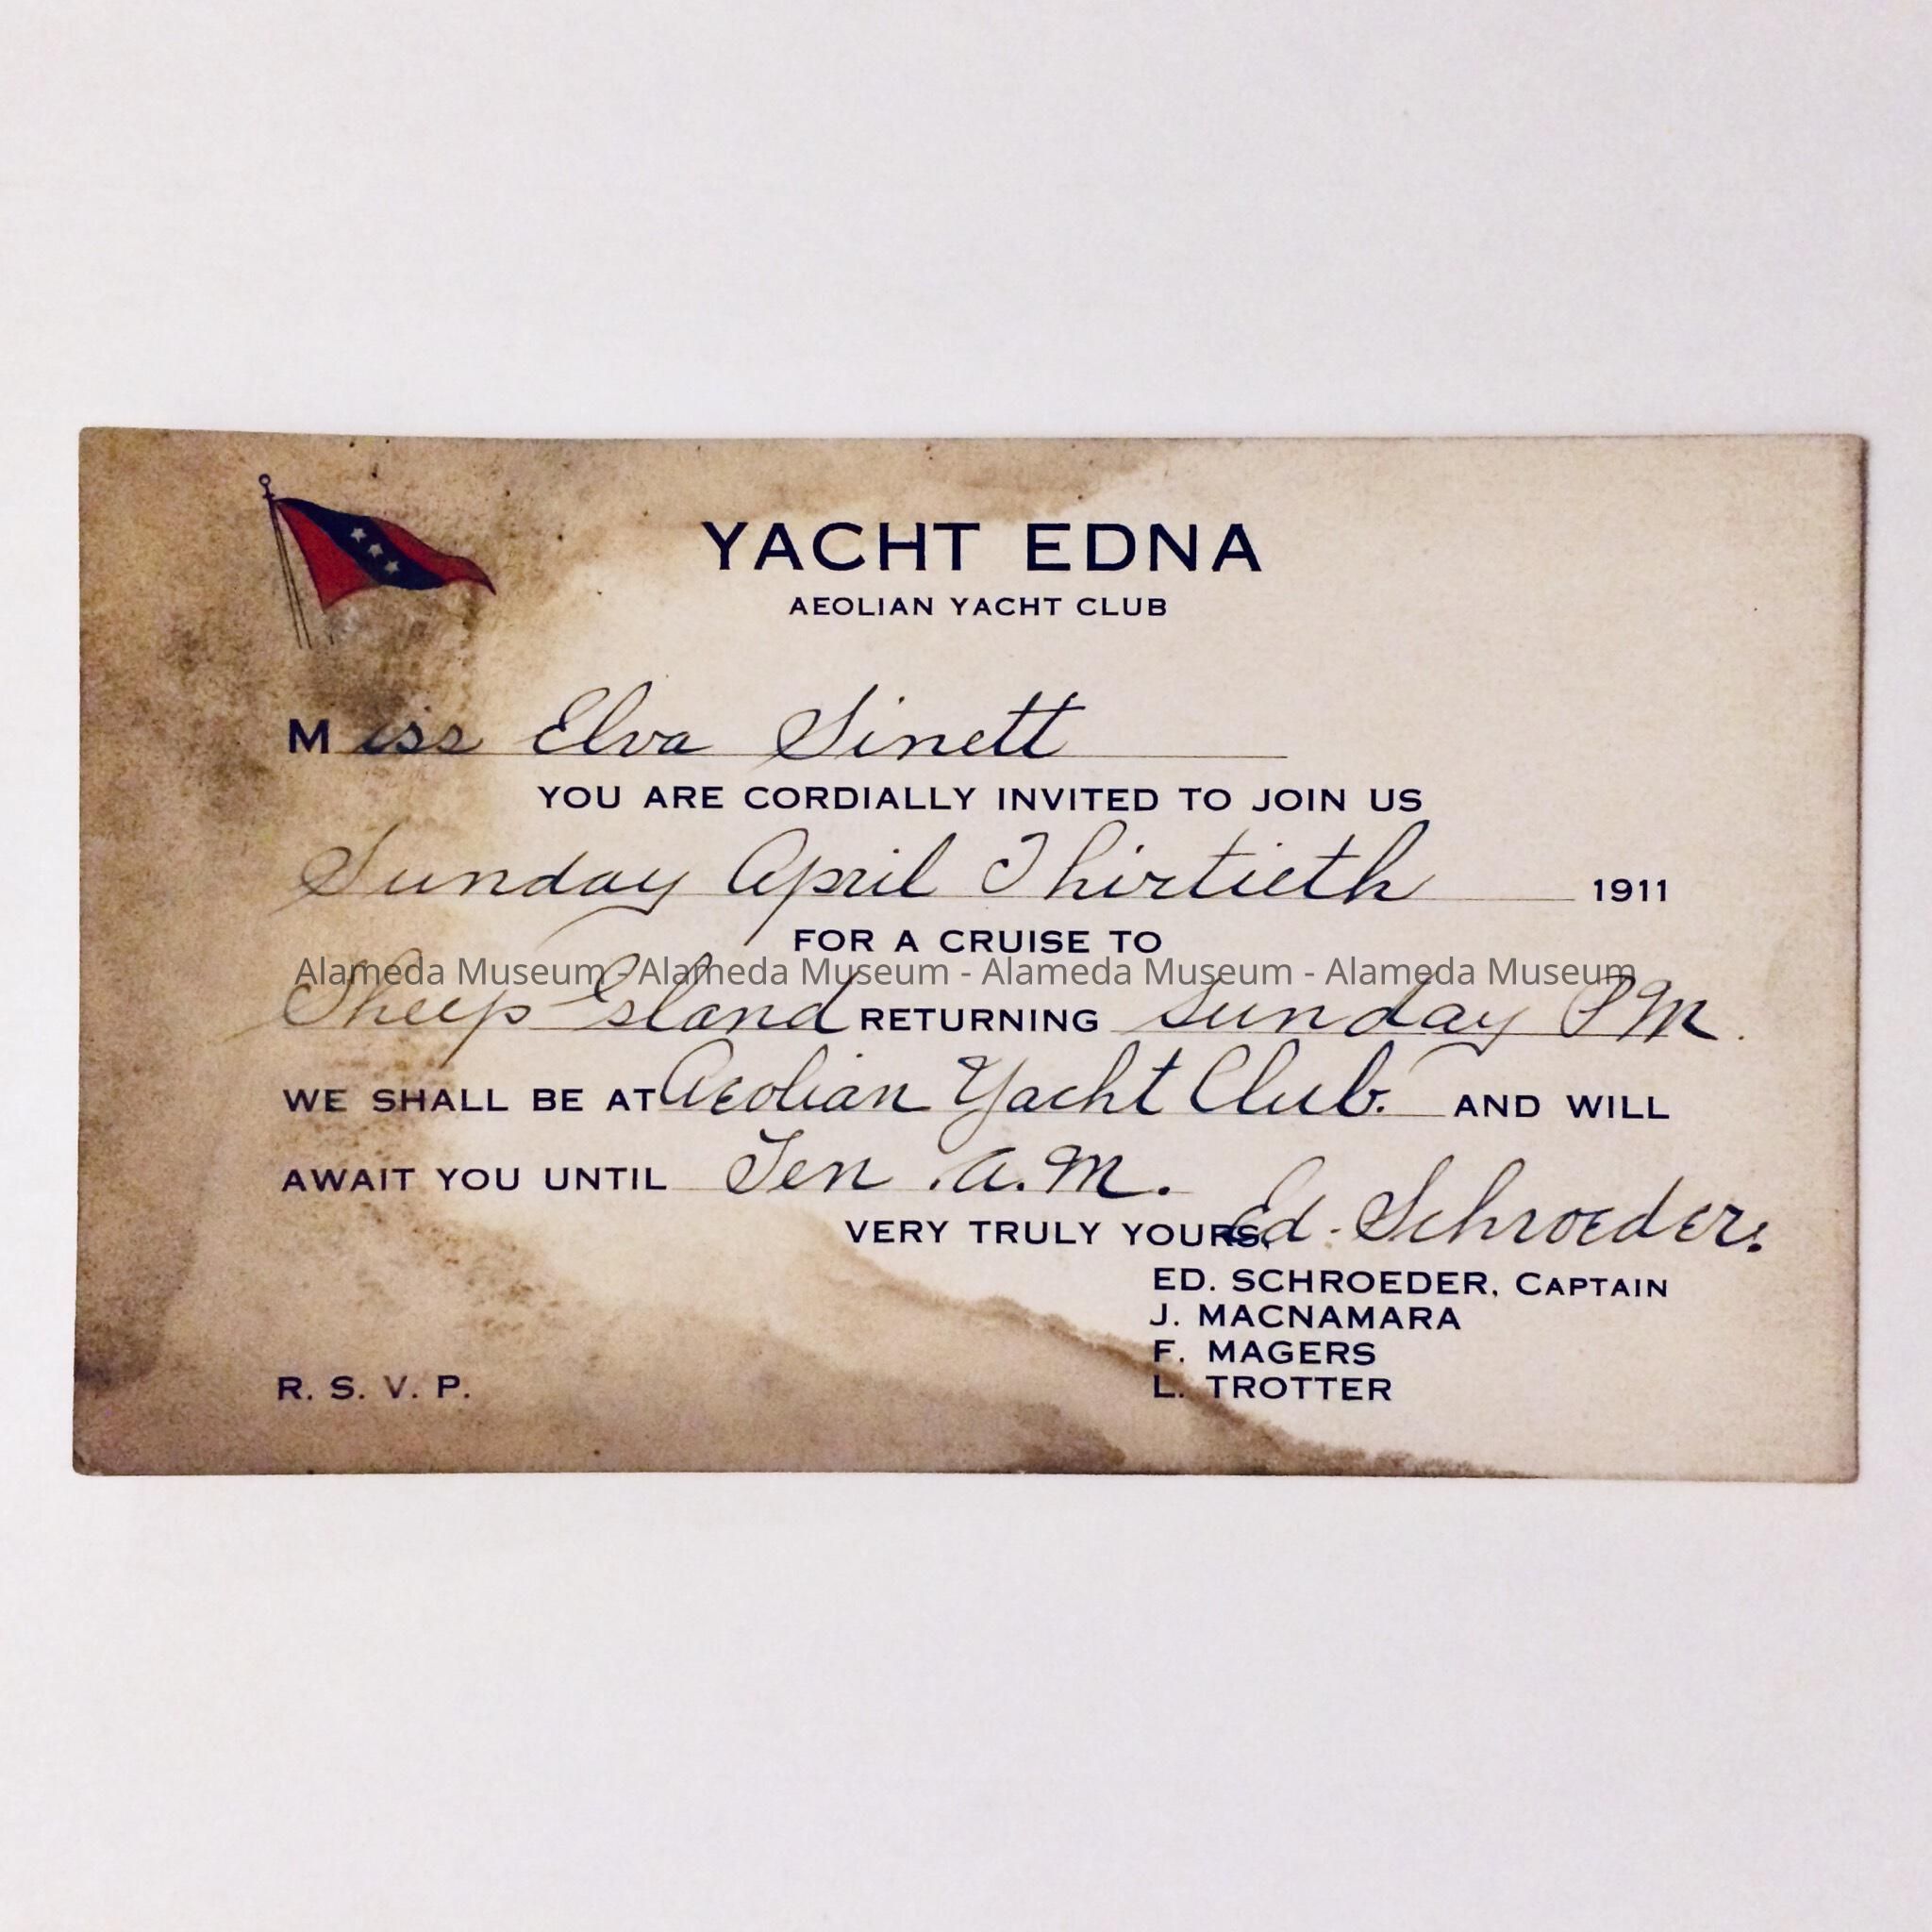 YACHT EDNA
AEOLIAN YACHT CLUB
Miss Elva Sinett
YOU ARE CORDIALLY INVITED TO JOIN US
Sunday April Thirtieth 1911
FOR A CRUISE TO
Alameda Museum - Alameda Museum - Alameda Museum - Alameda Museum
Sheep Island RETURNING Sunday PM.
WE SHALL BE AT Aeolian Yacht Club. AND WILL
AWAIT YOU UNTIL Ten .a.m.
VERY TRULY YOURS, Ed. Schroeder.
ED. SCHROEDER, CAPTAIN
J. MACNAMARA
F. MAGERS
L. TROTTER
R. S. V. P.